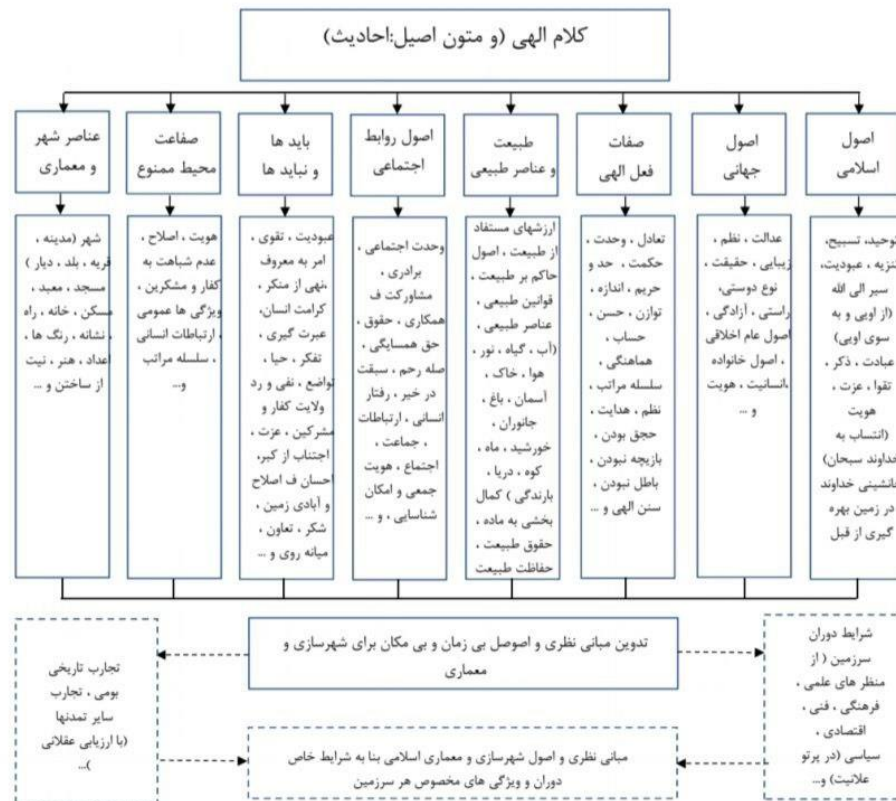 کلام الهی (و متون اصیل:احادیث)
اصول
اسلامی
اصول
جهانی
صفات
فعل الهی
طبیعت
و عناصر طبیعی
اصول روابط
اجتماعی
باید ها
و نباید ها
صفاعت
محیط ممنوع
عناصر شهر
و معماری
توحید، تسبیح،
تنزیه ، عبودیت،
سیر الی الله
(از اویی و به
سوی اویی)
عبادت ، ذکر ،
تقوا ، عزت ،
هویت
(انتساب به
خداوند سبحان)
جانشینی خداوند
در زمین بهره
گیری از قبل
عدالت ، نظم ،
زیبایی ، حقیقت ،
نوع دوستی،
راستی ، آزادگی ،
اصول عام اخلاقی
، اصول خانواده
،انسانیت ، هویت
و ...
تعادل ، وحدت ،
حکمت ، حد و
حریم ، اندازه ،
توازن ، حسن ،
حساب ،
هماهنگی ،
سلسله مراتب ،
نظم ، هدایت ،
حجق بودن ،
بازیچه نبودن ،
باطل نبودن ،
سنن الهی و ...
ارزشهای مستفاد
از طبیعت ، اصول
حاکم بر طبیعت ،
قوانین طبیعی ،
عناصر طبیعی ،
(آب ، گیاه ، نور ،
هوا ، خاک ،
آسمان ، باغ ،
جانوران ،
خورشید ، ماه ،
کوه ، دریا ،
بارندگی ) کمال
بخشی به ماده ،
حقوق طبیعت ،
حفاظت طبیعت
وحدت اجتماعی ،
برادری ،
مشاورکت ف
همکاری ، حقوق ،
حق همسایگی ،
صله رحم ، سبقت
در خیر ، رفتار
انسانی ، ارتباطات
، جماعت ،
اجتماع ، هویت
جمعی و امکان
شناسایی ، و ...
عبودیت ، تقوی ،
امر به معروف
،نهی از منکر ،
کرامت انسان،
عبرت گیری ،
تفکر ، حیا ،
تواضع ، نفی و رد
ولایت کفار و
مشرکین ، عزت ،
اجتناب از کبر،
احسان ف اصلاح
و آبادی زمین ،
شکر ، تعاون ،
میانه روی و ...
هویت ، اصلاح ،
عدم شباهت به
کفار و مشرکین ،
ویژگی ها عمومی
، ارتباطات انسانی
، سلسله مراتب
و...
شهر (مدینه ،
قریه ، بلد ، دیار )
مسجد ، معبد ،
مسکن ، خانه ، راه
، نشانه ، رنگ ها ،
اعداد ، هنر ، نیت
از ساختن و ...
شرایط دوران
سرزمین ( از
منظر های علمی ،
فرهنگی ، فنی ،
اقتصادی ،
سیاسی (در پرتو
علانیت) و...
تدوین مبانی نظری و اصوصل بی زمان و بی مکان برای شهرسازی و
معماری
تجارب تاریخی
بومی ، تجارب
سایر تمدنها
(با ارزیابی عقلانی
)...
مبانی نظری و اصول شهرسازی و معماری اسلامی بنا به شرایط خاص
دوران و ویژگی های مخصوص هر سرزمین